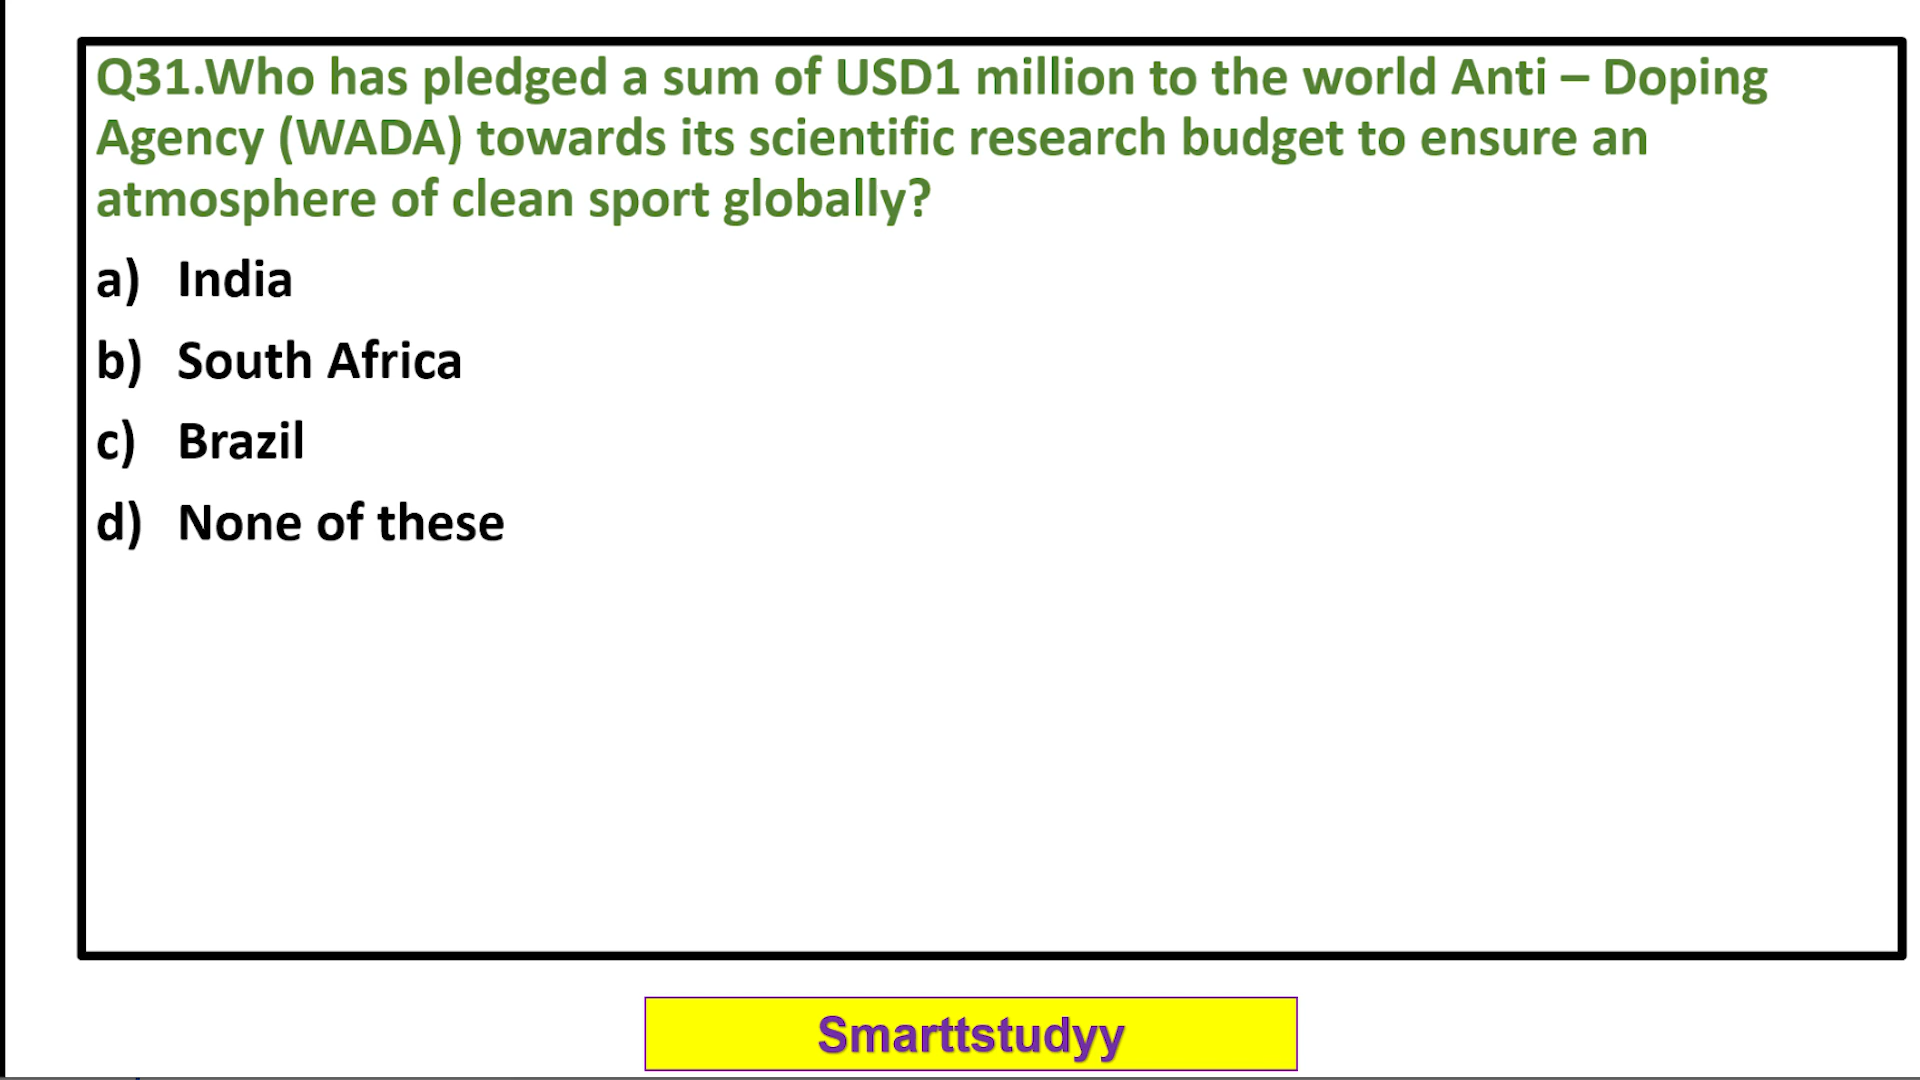 Q31.Who has pledged a sum of USD1 million to the world Anti – Doping
Agency (WADA) towards its scientific research budget to ensure an
atmosphere of clean sport globally?
a) India
b) South Africa
c) Brazil
d) None of these
Smarttstudyy